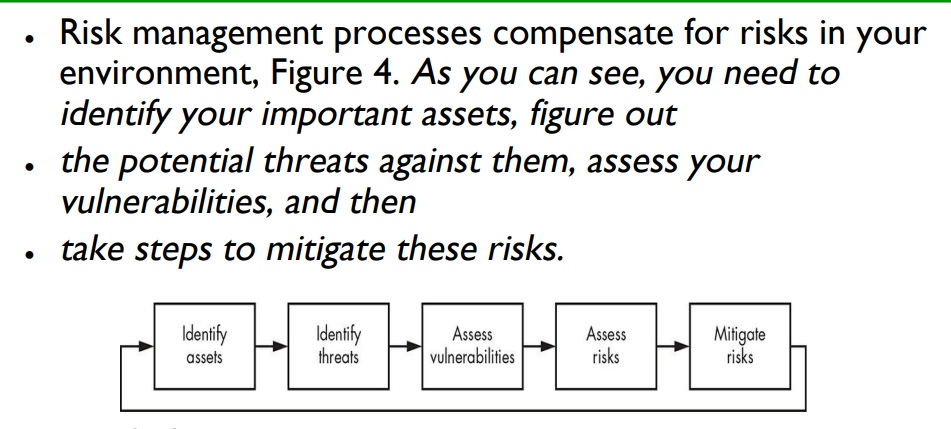 • Risk management processes compensate for risks in your
environment, Figure 4. As you can see, you need to
identify your important assets, figure out
• the potential threats against them, assess your
vulnerabilities, and then
• take steps to mitigate these risks.
Identify
assets
Identify
threats
Assess
vulnerabilities
Assess
risks
Mitigate
risks